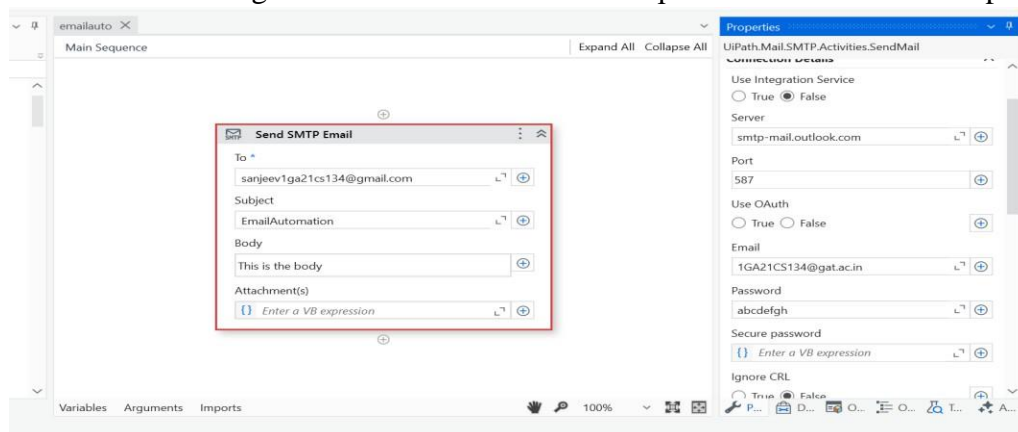 emailauto
Main Sequence
Expand All Collapse All
SMTP
Send SMTP Email
To *
sanjeev1ga21cs134@gmail.com
Subject
EmailAutomation
Body
This is the body
Attachment(s)
{} Enter a VB expression
Variables Arguments Imports
100%
Properties
UiPath.Mail.SMTP.Activities.SendMail
Connection Details
Use Integration Service
True False
Server
smtp-mail.outlook.com
Port
587
Use OAuth
True False
Email
1GA21CS134@gat.ac.in
Password
abcdefgh
Secure password
{} Enter a VB expression
Ignore CRL
True False
P... D... O... O... T... A...